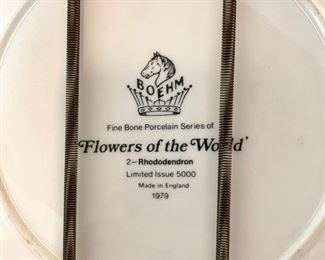 BOEHM
Fine Bone Porcelain Series of
'Flowers of the World'
2—Rhododendron
Limited Issue 5000
Made in England
1979